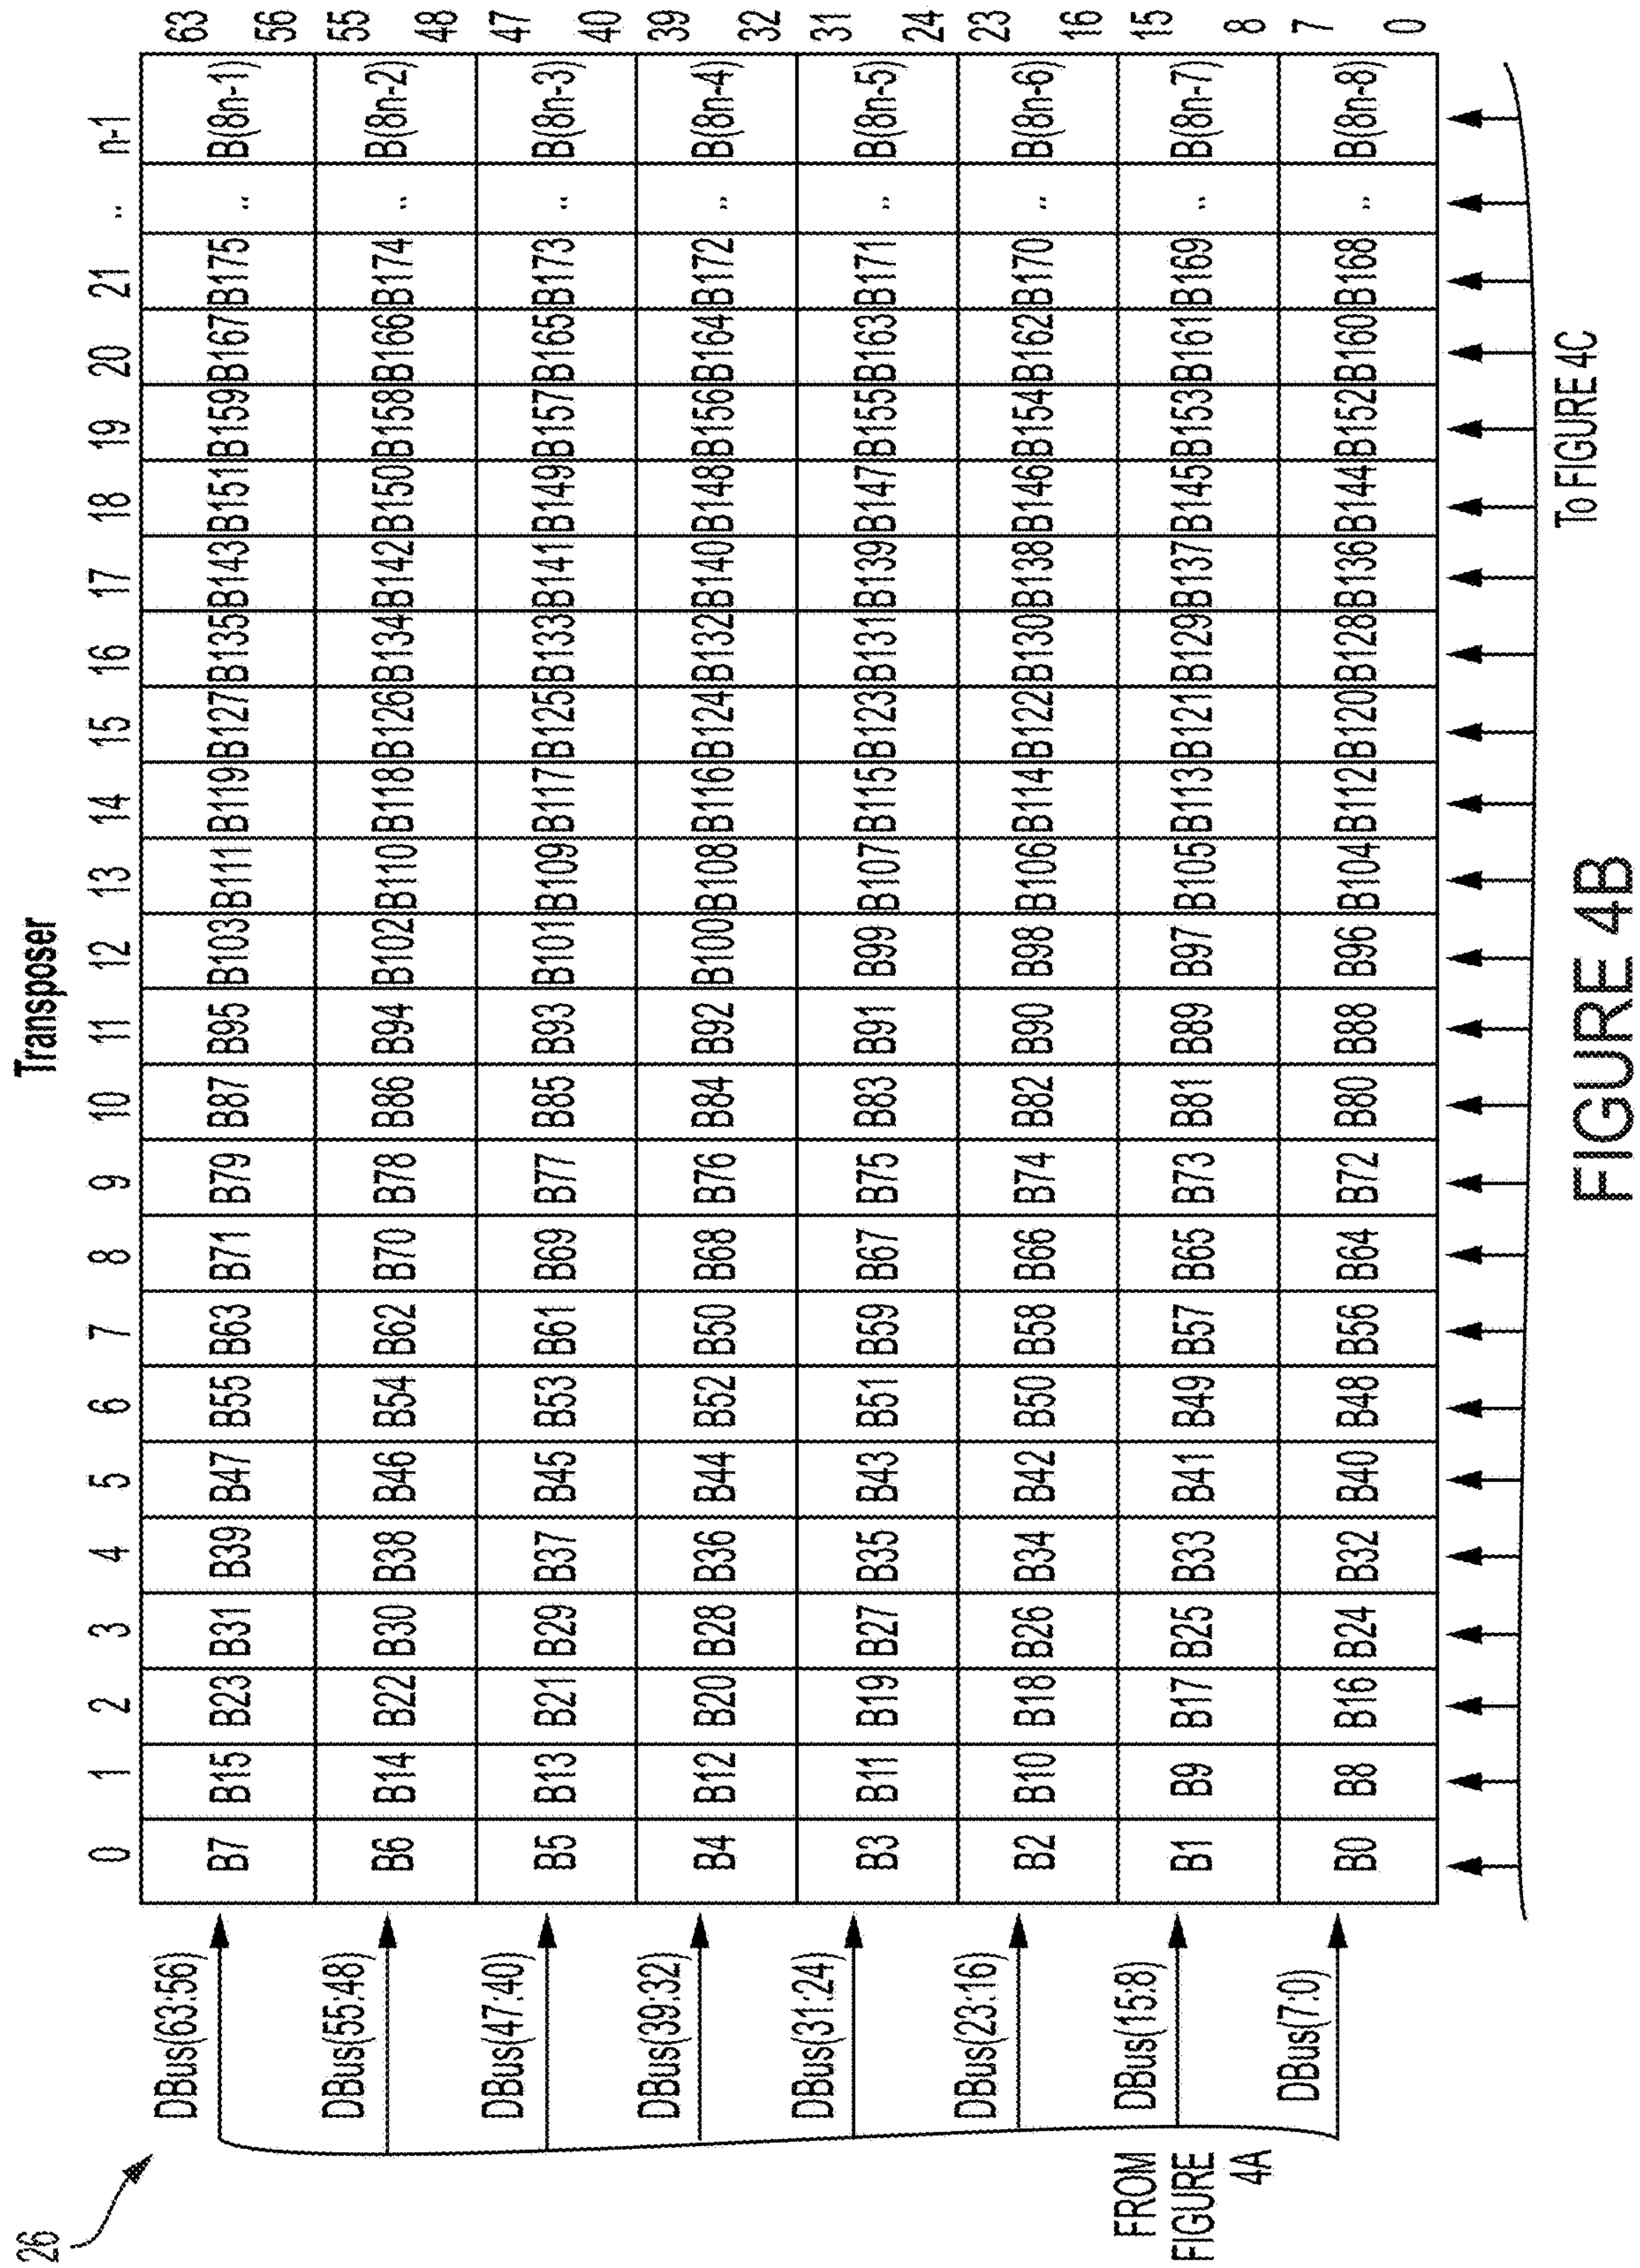 26
Transposer
0 1 2 3 4 5 6 7 8 9 10 11 12 13 14 15 16 17 18 19 20 21 .. n-1
DBus(63:56) B7 B15 B23 B31 B39 B47 B55 B63 B71 B79 B87 B95 B103 B111 B119 B127 B135 B143 B151 B159 B167 B175 .. B(8n-1) 63 56
DBus(55:48) B6 B14 B22 B30 B38 B46 B54 B62 B70 B78 B86 B94 B102 B110 B118 B126 B134 B142 B150 B158 B166 B174 .. B(8n-2) 55 48
DBus(47:40) B5 B13 B21 B29 B37 B45 B53 B61 B69 B77 B85 B93 B101 B109 B117 B125 B133 B141 B149 B157 B165 B173 .. B(8n-3) 47 40
DBus(39:32) B4 B12 B20 B28 B36 B44 B52 B50 B68 B76 B84 B92 B100 B108 B116 B124 B132 B140 B148 B156 B164 B172 .. B(8n-4) 39 32
DBus(31:24) B3 B11 B19 B27 B35 B43 B51 B59 B67 B75 B83 B91 B99 B107 B115 B123 B131 B139 B147 B155 B163 B171 .. B(8n-5) 31 24
DBus(23:16) B2 B10 B18 B26 B34 B42 B50 B58 B66 B74 B82 B90 B98 B106 B114 B122 B130 B138 B146 B154 B162 B170 .. B(8n-6) 23 16
DBus(15:8) B1 B9 B17 B25 B33 B41 B49 B57 B65 B73 B81 B89 B97 B105 B113 B121 B129 B137 B145 B153 B161 B169 .. B(8n-7) 15 8
DBus(7:0) B0 B8 B16 B24 B32 B40 B48 B56 B64 B72 B80 B88 B96 B104 B112 B120 B128 B136 B144 B152 B160 B168 .. B(8n-8) 7 0
FROM
FIGURE
4A
To FIGURE 4C
FIGURE 4B